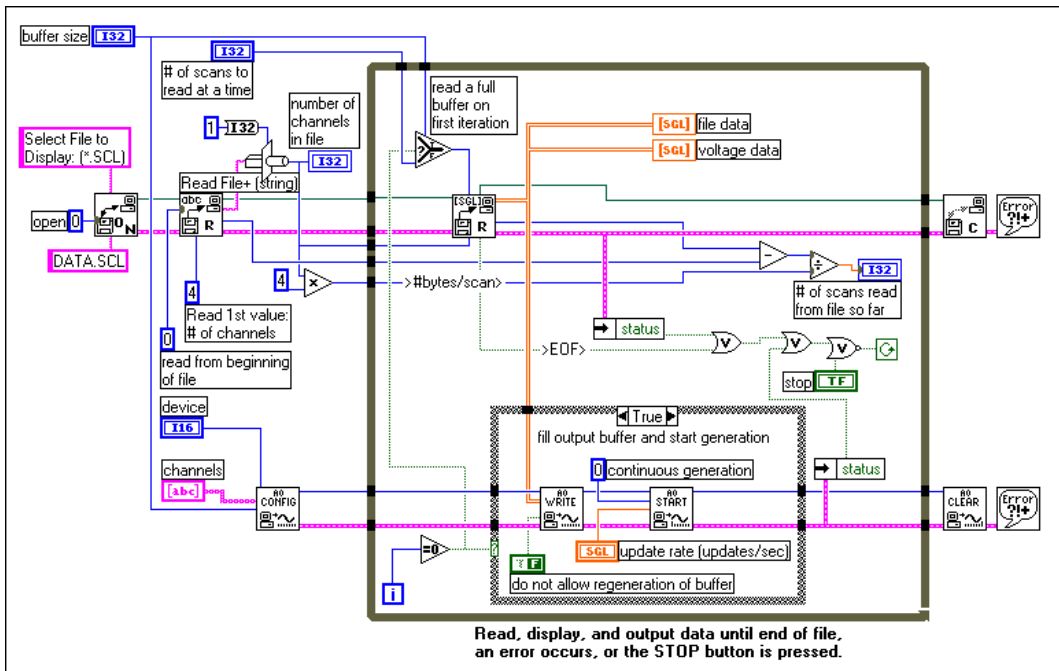 buffer size
I32
I32
# of scans to
read at a time
number of
channels
in file
1
I32
I32
read a full
buffer on
first iteration
?
F
[SGL]
file data
[SGL]
voltage data
Select File to
Display: (*.SCL)
Read File+ (string)
open
0
O
N
abc
R
[SGL]
R
C
Error
?!+
DATA.SCL
4
x
>#bytes/scan>
-
÷
I32
# of scans read
from file so far
4
Read 1st value:
# of channels
0
read from beginning
of file
status
>EOF>
V
V
V
stop
TF
device
I16
True
fill output buffer and start generation
0
continuous generation
status
channels
[abc]
AO
CONFIG
AO
WRITE
AO
START
AO
CLEAR
Error
?!+
=0
?
SGL
update rate (updates/sec)
i
T F
do not allow regeneration of buffer
Read, display, and output data until end of file,
an error occurs, or the STOP button is pressed.